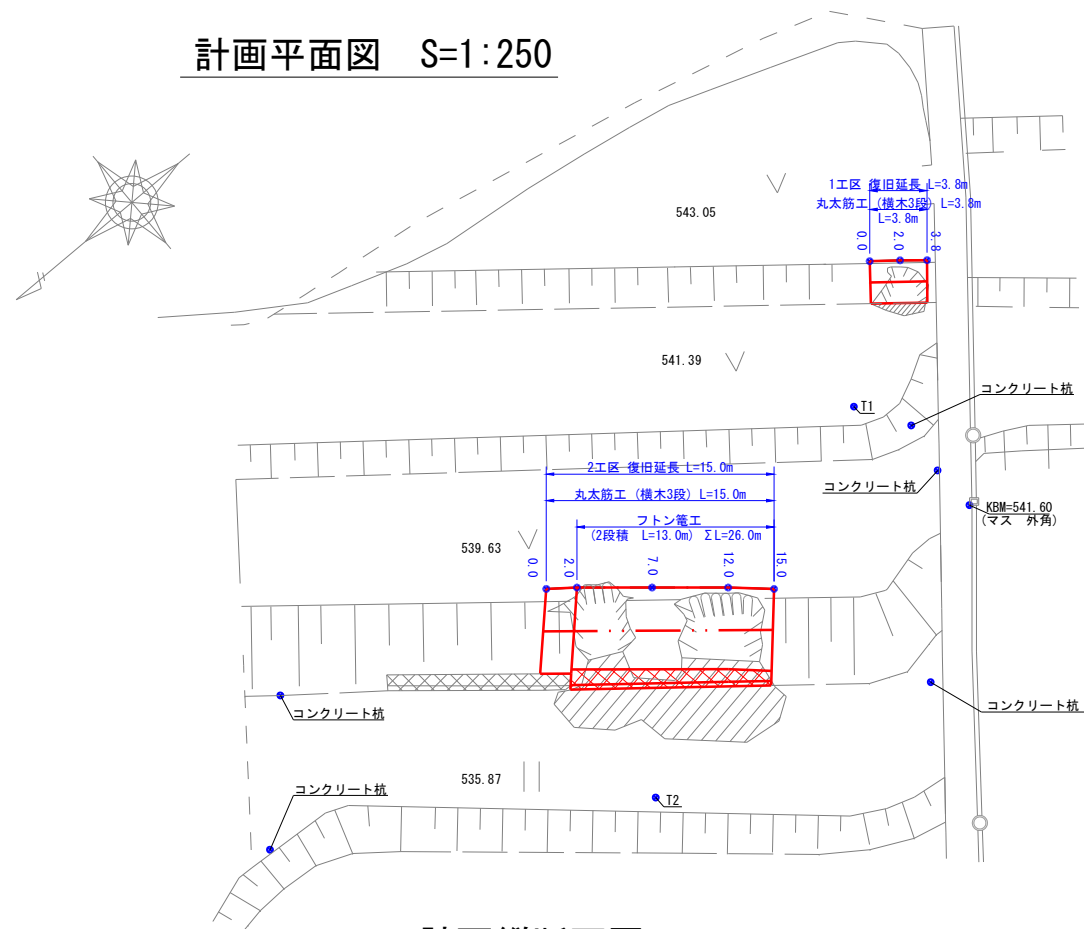 計画平面図 S=1:250
1工区 復旧延長 L=3.8m
丸太筋工(横木3段) L=3.8m
L=3.8m
543.05
0.0
2.0
3.8
541.39
T1
コンクリート杭
2工区 復旧延長 L=15.0m
コンクリート杭
丸太筋工(横木3段) L=15.0m
KBM=541.60
(マス 外角)
フトン篭工
(2段積 L=13.0m) ΣL=26.0m
539.63
0.0
2.0
7.0
12.0
15.0
コンクリート杭
コンクリート杭
535.87
コンクリート杭
T2